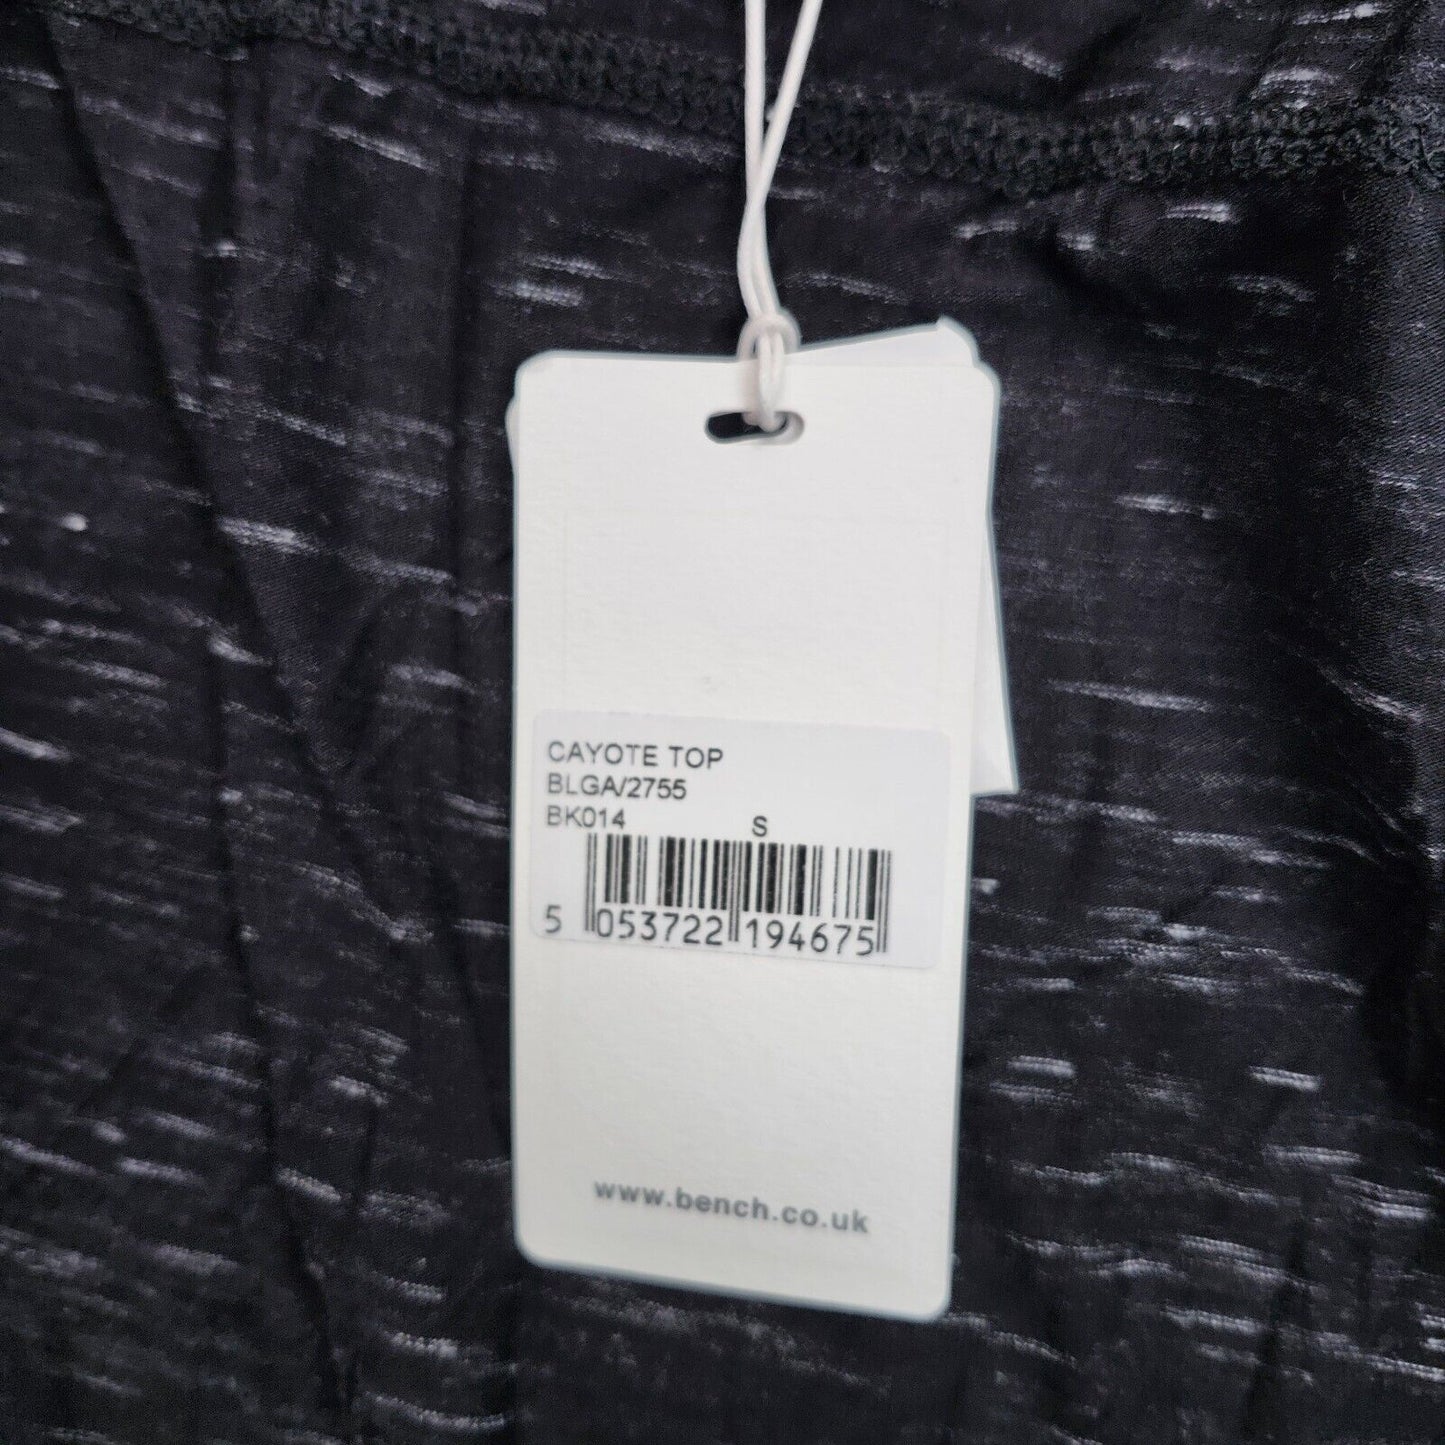 CAYOTE TOP
BLGA/2755
BK014 S
5 053722 194675
www.bench.co.uk